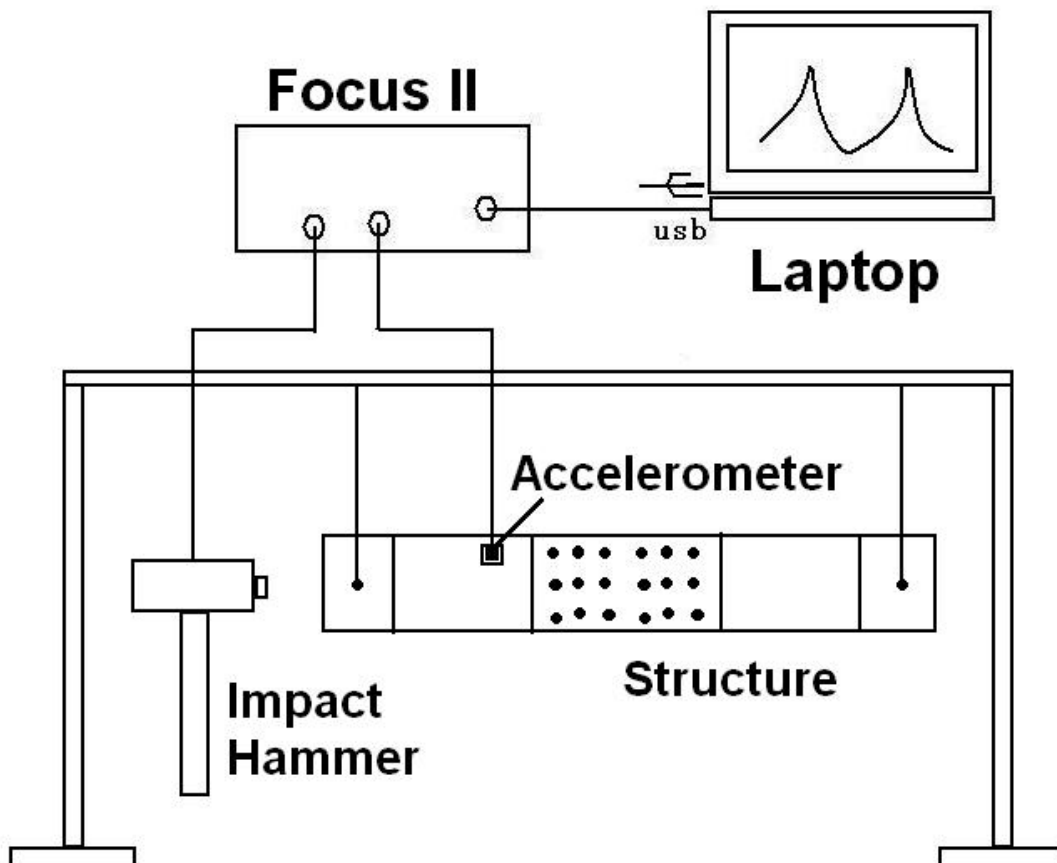 Focus II
usb
Laptop
Accelerometer
Structure
Impact
Hammer